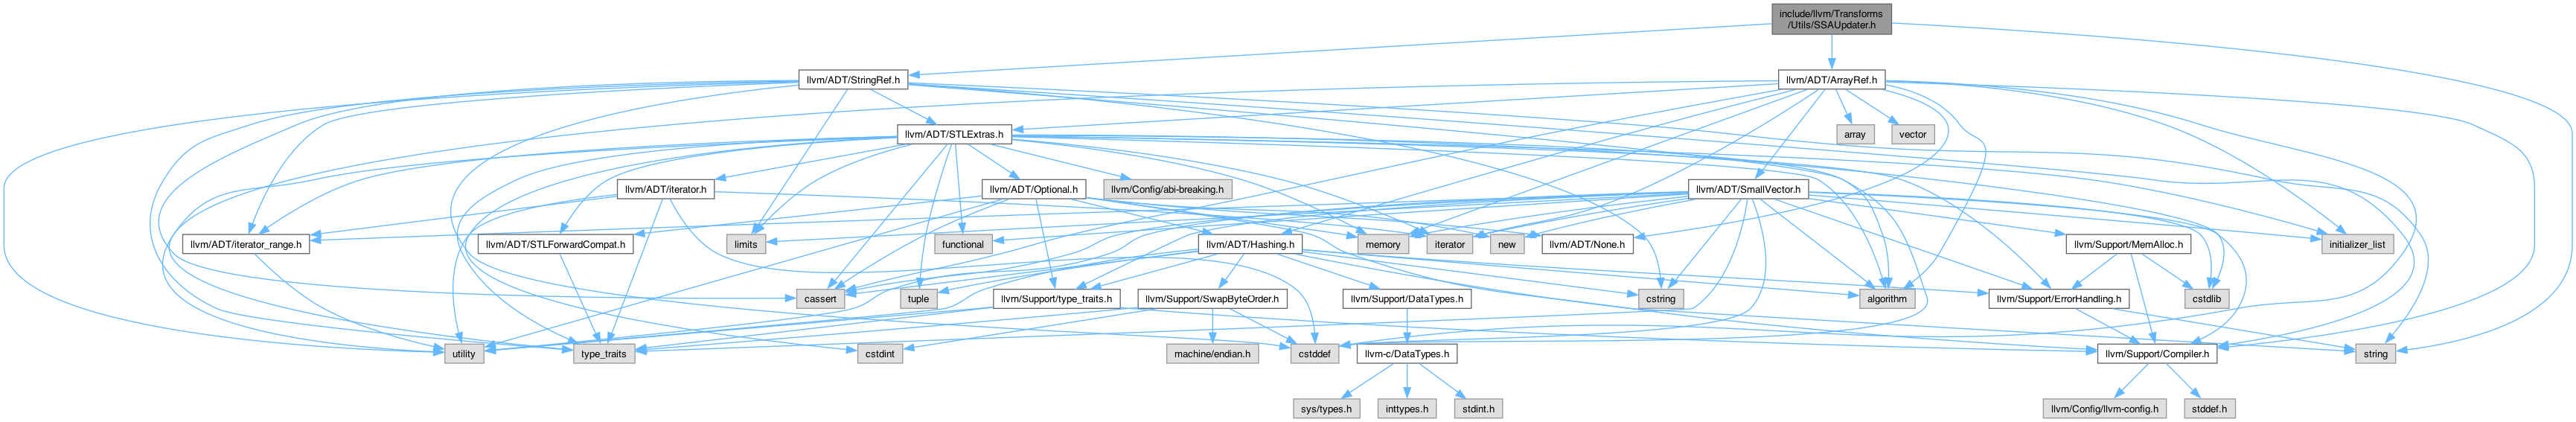 include/llvm/Transforms
/Utils/SSAUpdater.h
llvm/ADT/StringRef.h
llvm/ADT/ArrayRef.h
llvm/ADT/STLExtras.h
array
vector
llvm/ADT/iterator.h
llvm/ADT/Optional.h
llvm/Config/abi-breaking.h
llvm/ADT/SmallVector.h
llvm/ADT/iterator_range.h
llvm/ADT/STLForwardCompat.h
limits
functional
llvm/ADT/Hashing.h
memory
iterator
new
llvm/ADT/None.h
llvm/Support/MemAlloc.h
initializer_list
cassert
tuple
llvm/Support/type_traits.h
llvm/Support/SwapByteOrder.h
llvm/Support/DataTypes.h
cstring
algorithm
llvm/Support/ErrorHandling.h
cstdlib
utility
type_traits
cstdint
machine/endian.h
cstddef
llvm-c/DataTypes.h
llvm/Support/Compiler.h
string
sys/types.h
inttypes.h
stdint.h
llvm/Config/llvm-config.h
stddef.h